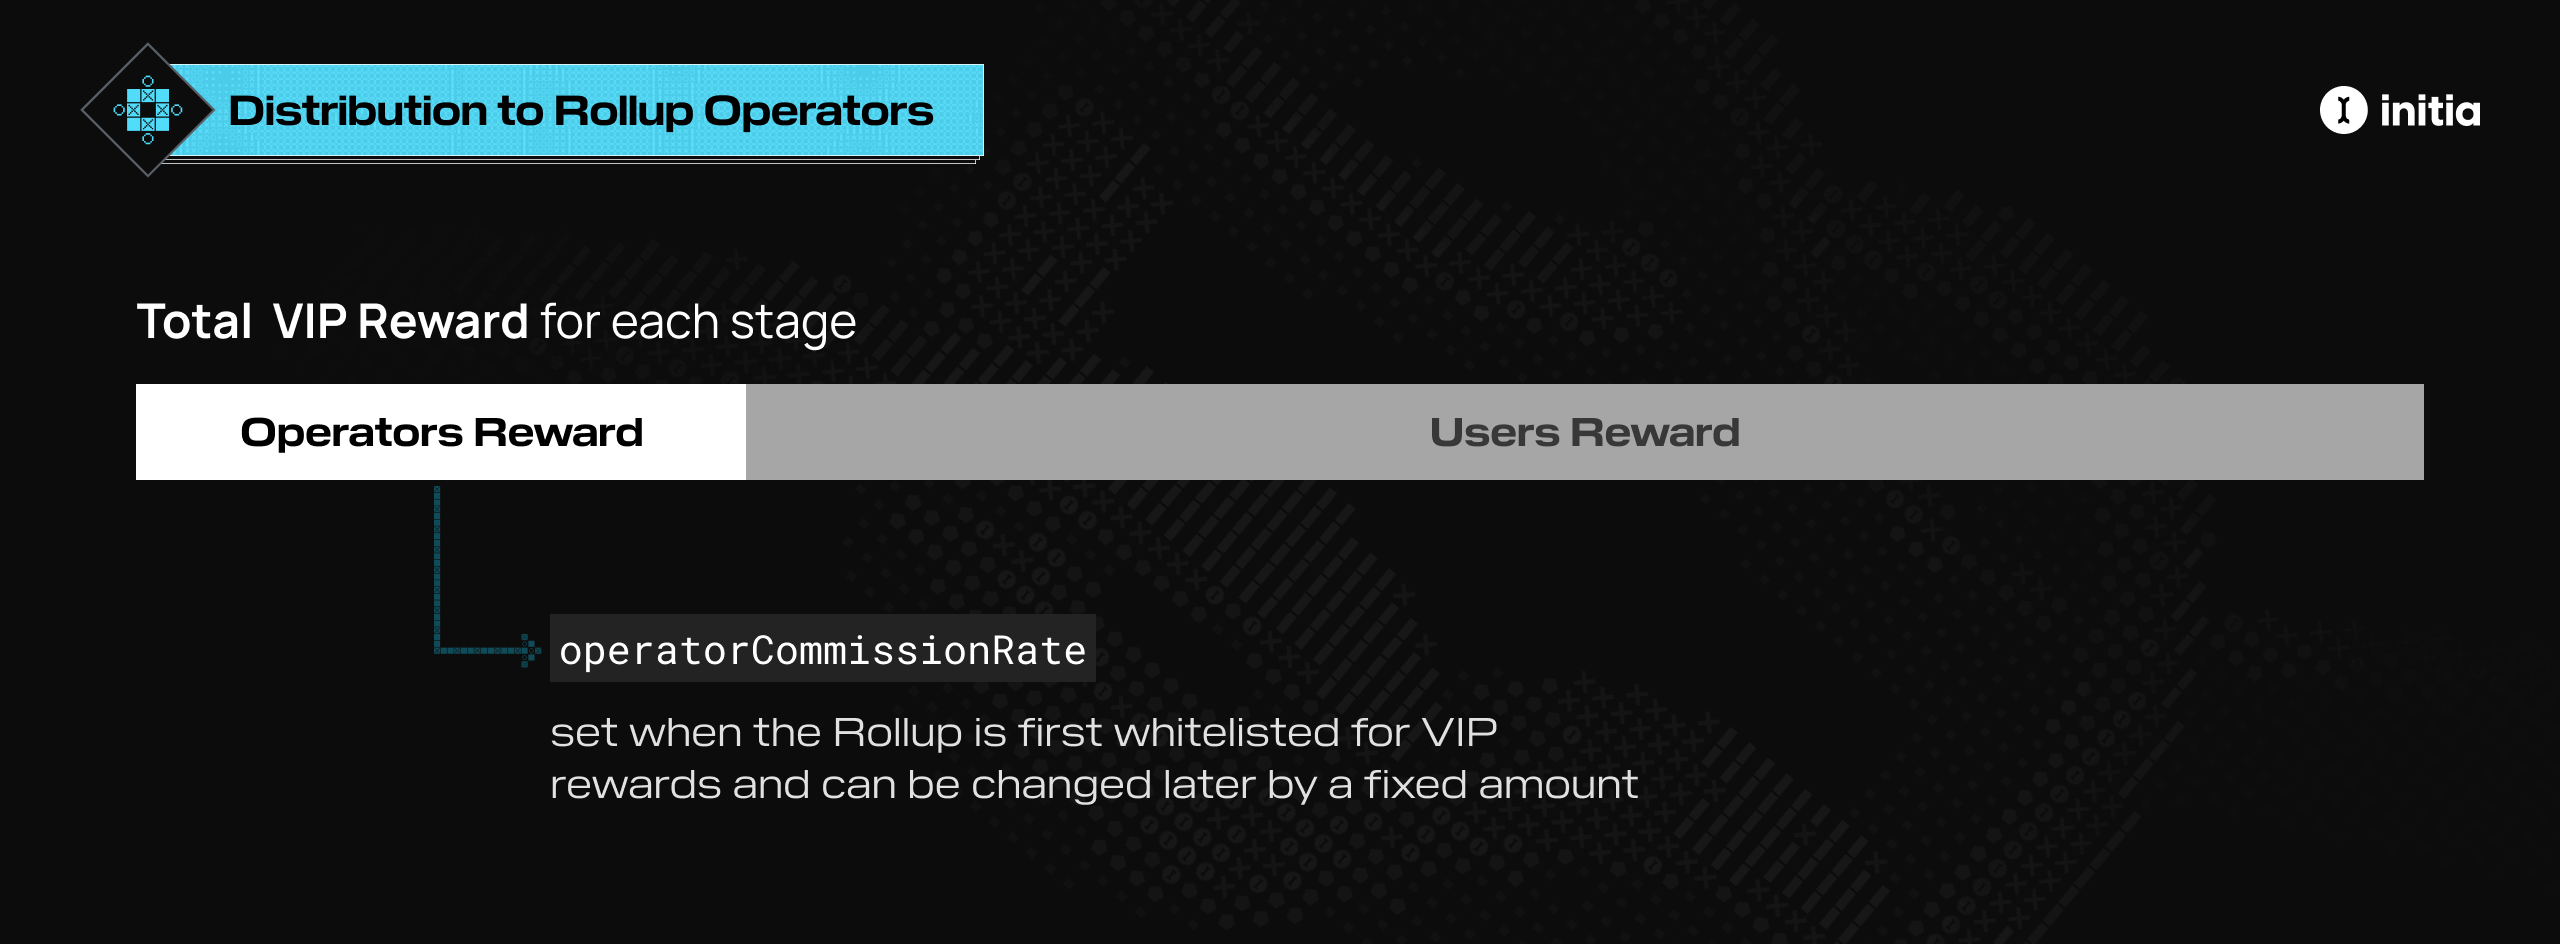 Distribution to Rollup Operators
initia
Total VIP Reward for each stage
Operators Reward
Users Reward
operatorCommissionRate
set when the Rollup is first whitelisted for VIP
rewards and can be changed later by a fixed amount